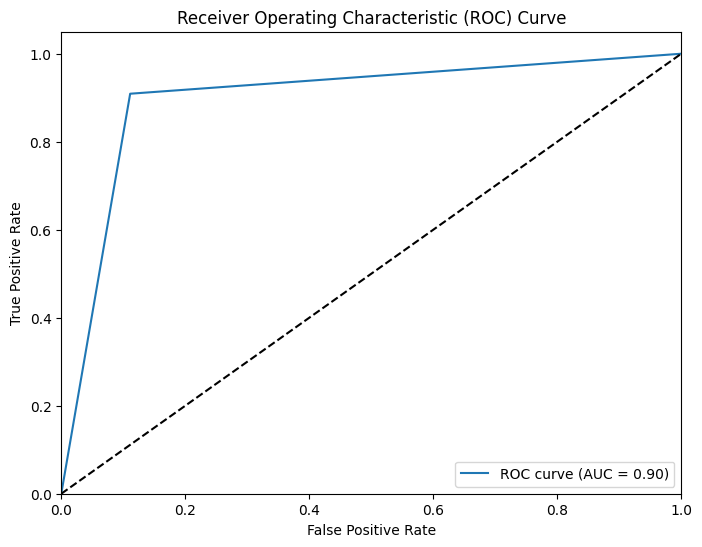 Receiver Operating Characteristic (ROC) Curve
1.0
0.8
0.6
0.4
0.2
0.0
True Positive Rate
ROC curve (AUC = 0.90)
0.0 0.2 0.4 0.6 0.8 1.0
False Positive Rate